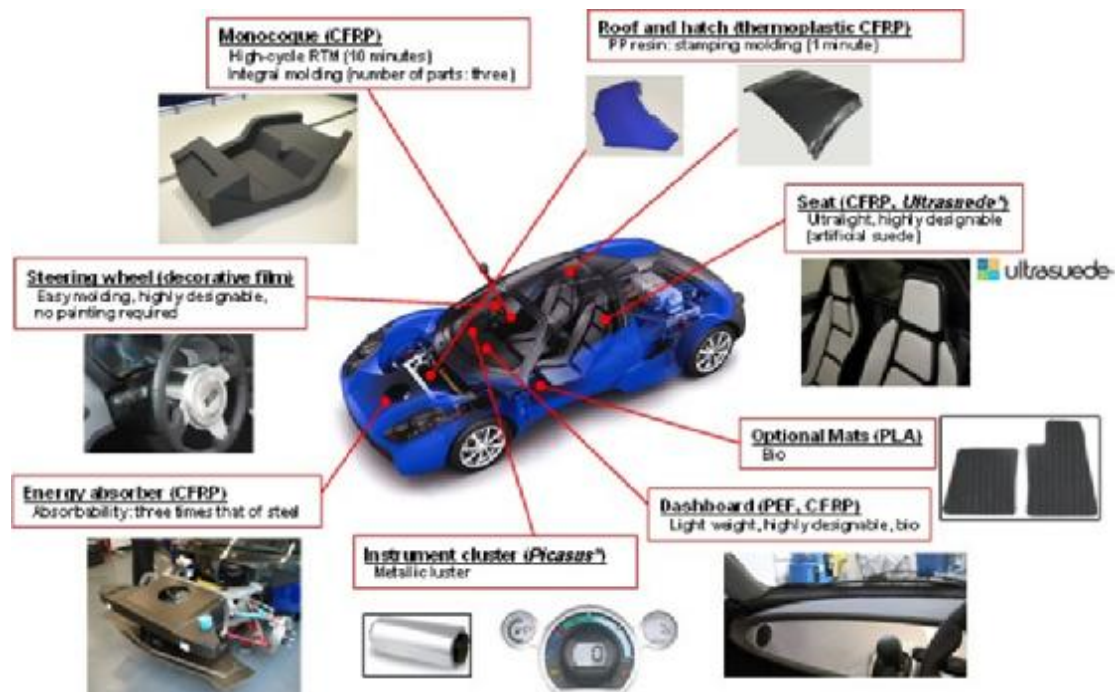 Monocoque (CFRP)
High-cycle RTM (10 minutes)
Integral molding (number of parts: three)
Roof and hatch (thermoplastic CFRP)
PP resin: stamping molding (1 minute)
Seat (CFRP, Ultrasuede®)
Ultralight, highly designable
(artificial suede)
ultrasuede
Steering wheel (decorative film)
Easy molding, highly designable,
no painting required
Optional Mats (PLA)
Bio
Energy absorber (CFRP)
Absorbability: three times that of steel
Dashboard (PEF, CFRP)
Light weight, highly designable, bio
Instrument cluster (Picasus®)
Metallic luster
0